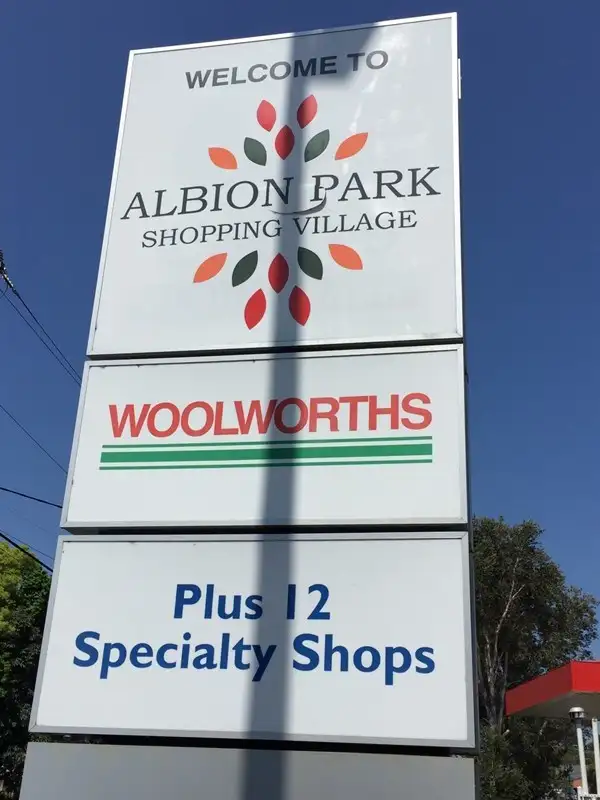 WELCOME TO
ALBION PARK
SHOPPING VILLAGE
WOOLWORTHS
Plus 12
Specialty Shops